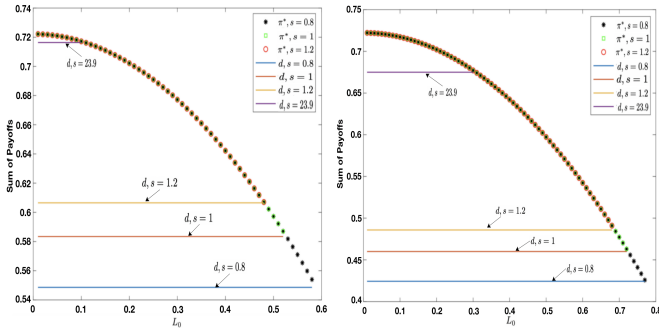 0.74
0.72
0.7
0.68
0.66
0.64
0.62
0.6
0.58
0.56
0.54
Sum of Payoffs
0 0.1 0.2 0.3 0.4 0.5 0.6
L₀
π*, s = 0.8
π*, s = 1
π*, s = 1.2
d, s = 0.8
d, s = 1
d, s = 1.2
d, s = 23.9
d, s = 23.9
d, s = 1.2
d, s = 1
d, s = 0.8
0.75
0.7
0.65
0.6
0.55
0.5
0.45
0.4
Sum of Payoffs
0 0.1 0.2 0.3 0.4 0.5 0.6 0.7 0.8
L₀
π*, s = 0.8
π*, s = 1
π*, s = 1.2
d, s = 0.8
d, s = 1
d, s = 1.2
d, s = 23.9
d, s = 23.9
d, s = 1.2
d, s = 1
d, s = 0.8